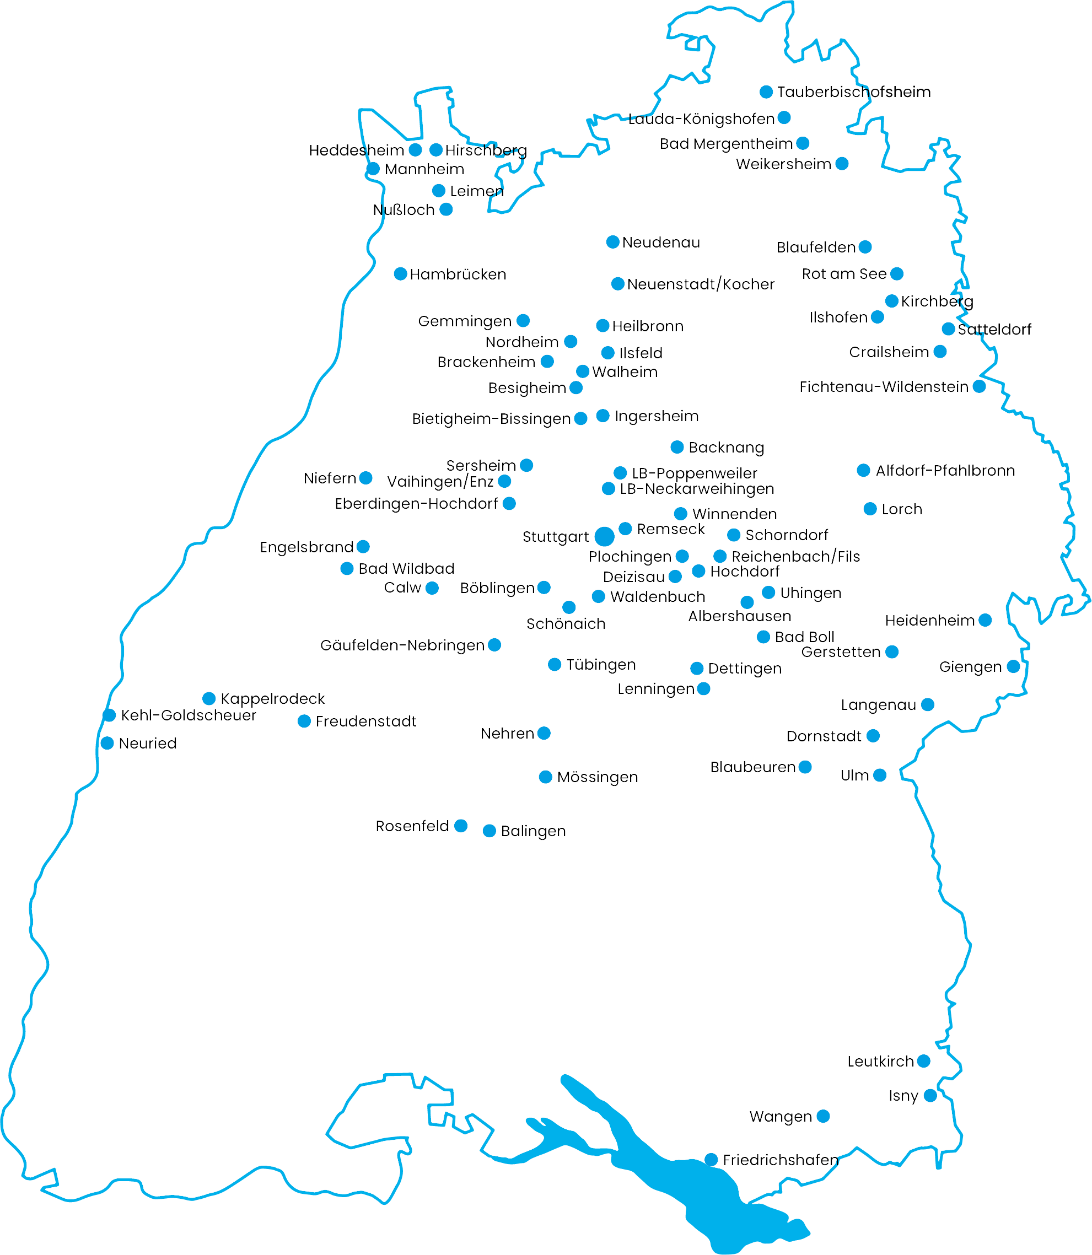 Tauberbischofsheim
Lauda-Königshofen
Bad Mergentheim
Heddesheim
Hirschberg
Weikersheim
Mannheim
Leimen
Nußloch
Neudenau
Blaufelden
Hambrücken
Rot am See
Neuenstadt/Kocher
Kirchberg
Ilshofen
Gemmingen
Heilbronn
Satteldorf
Nordheim
Ilsfeld
Crailsheim
Brackenheim
Walheim
Besigheim
Fichtenau-Wildenstein
Bietigheim-Bissingen
Ingersheim
Backnang
Sersheim
Alfdorf-Pfahlbronn
LB-Poppenweiler
Niefern
Vaihingen/Enz
LB-Neckarweihingen
Eberdingen-Hochdorf
Lorch
Winnenden
Remseck
Stuttgart
Schorndorf
Engelsbrand
Plochingen
Reichenbach/Fils
Bad Wildbad
Hochdorf
Deizisau
Calw
Böblingen
Uhingen
Waldenbuch
Albershausen
Schönaich
Heidenheim
Bad Boll
Gäufelden-Nebringen
Gerstetten
Tübingen
Dettingen
Giengen
Lenningen
Kappelrodeck
Langenau
Kehl-Goldscheuer
Freudenstadt
Nehren
Dornstadt
Neuried
Blaubeuren
Ulm
Mössingen
Rosenfeld
Balingen
Leutkirch
Isny
Wangen
Friedrichshafen